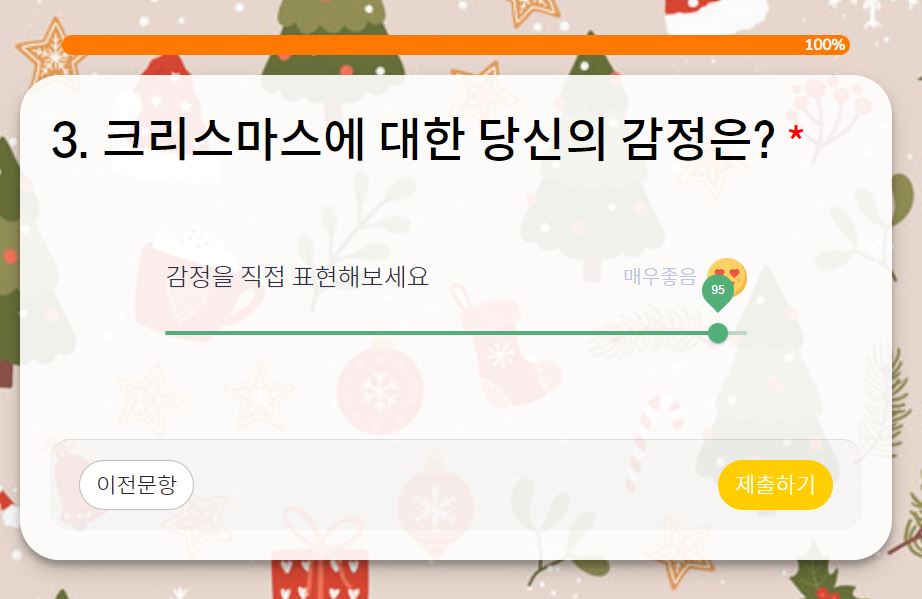 100%
3. 크리스마스에 대한 당신의 감정은? *
감정을 직접 표현해보세요 매우좋음
95
이전문항 제출하기